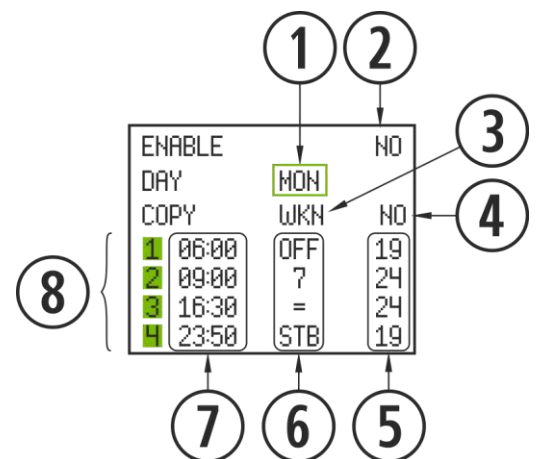 1 2
3
ENABLE NO
DAY MON
COPY WKN NO 4
8
1 06:00 OFF 19
2 09:00 7 24
3 16:30 = 24
4 23:50 STB 19
7 6 5